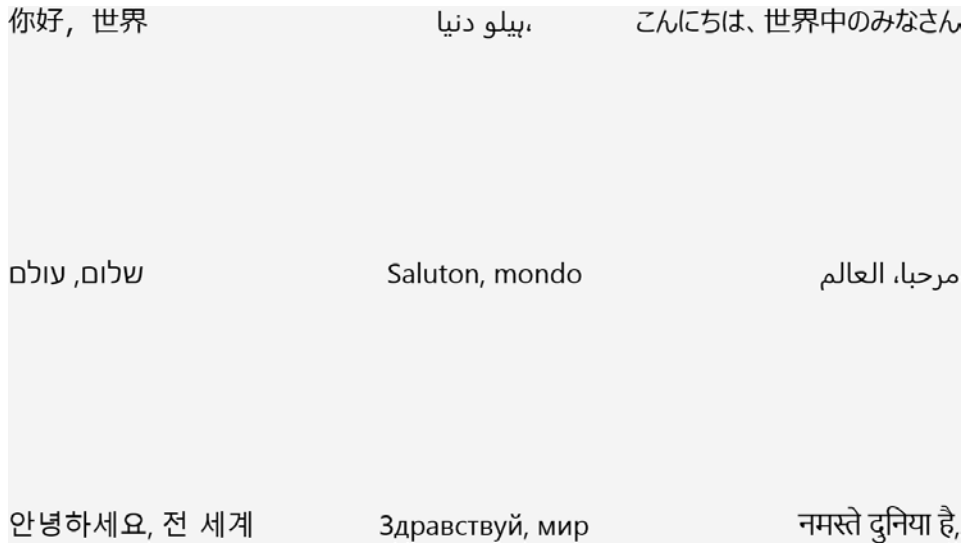 你好，世界
ہیلو دنیا،
こんにちは、世界中のみなさん
שלום, עולם
Saluton, mondo
مرحبا، العالم
안녕하세요, 전 세계
Здравствуй, мир
नमस्ते दुनिया है,